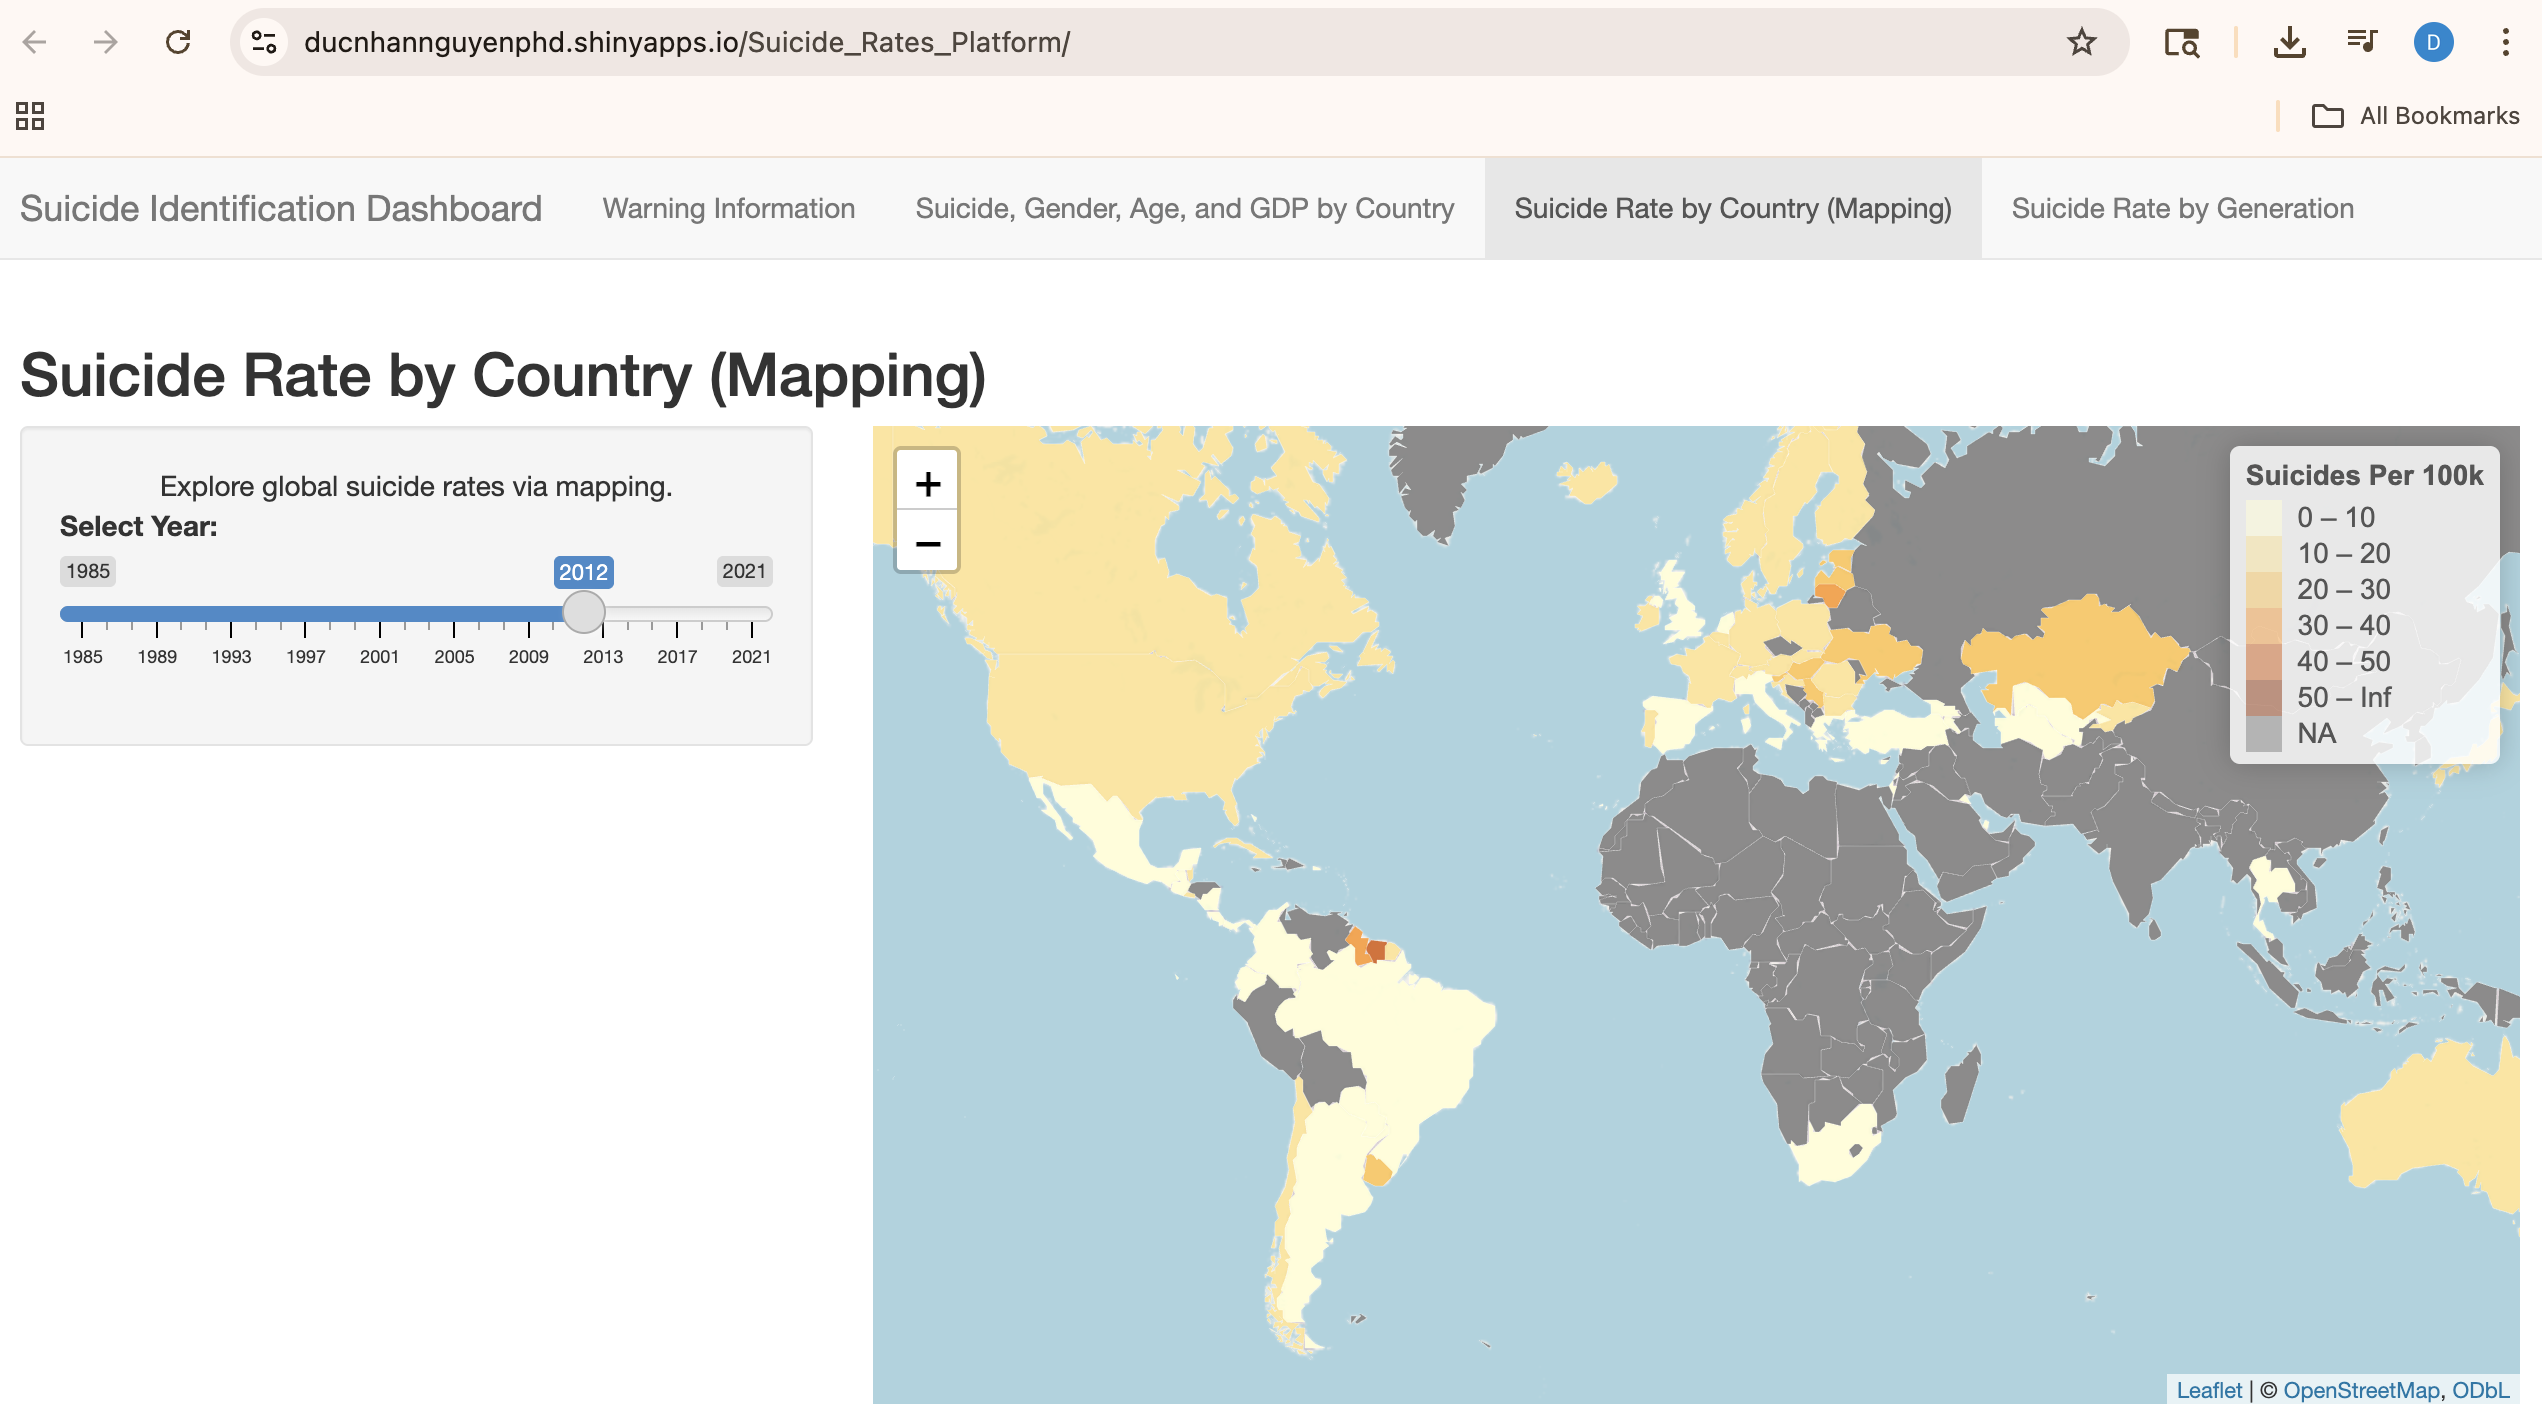 ducnhannguyenphd.shinyapps.io/Suicide_Rates_Platform/
D
All Bookmarks
Suicide Identification Dashboard
Warning Information
Suicide, Gender, Age, and GDP by Country
Suicide Rate by Country (Mapping)
Suicide Rate by Generation
Suicide Rate by Country (Mapping)
Explore global suicide rates via mapping.
Select Year:
1985
2012
2021
1985 1989 1993 1997 2001 2005 2009 2013 2017 2021
+
−
Suicides Per 100k
0 – 10
10 – 20
20 – 30
30 – 40
40 – 50
50 – Inf
NA
Leaflet | © OpenStreetMap, ODbL